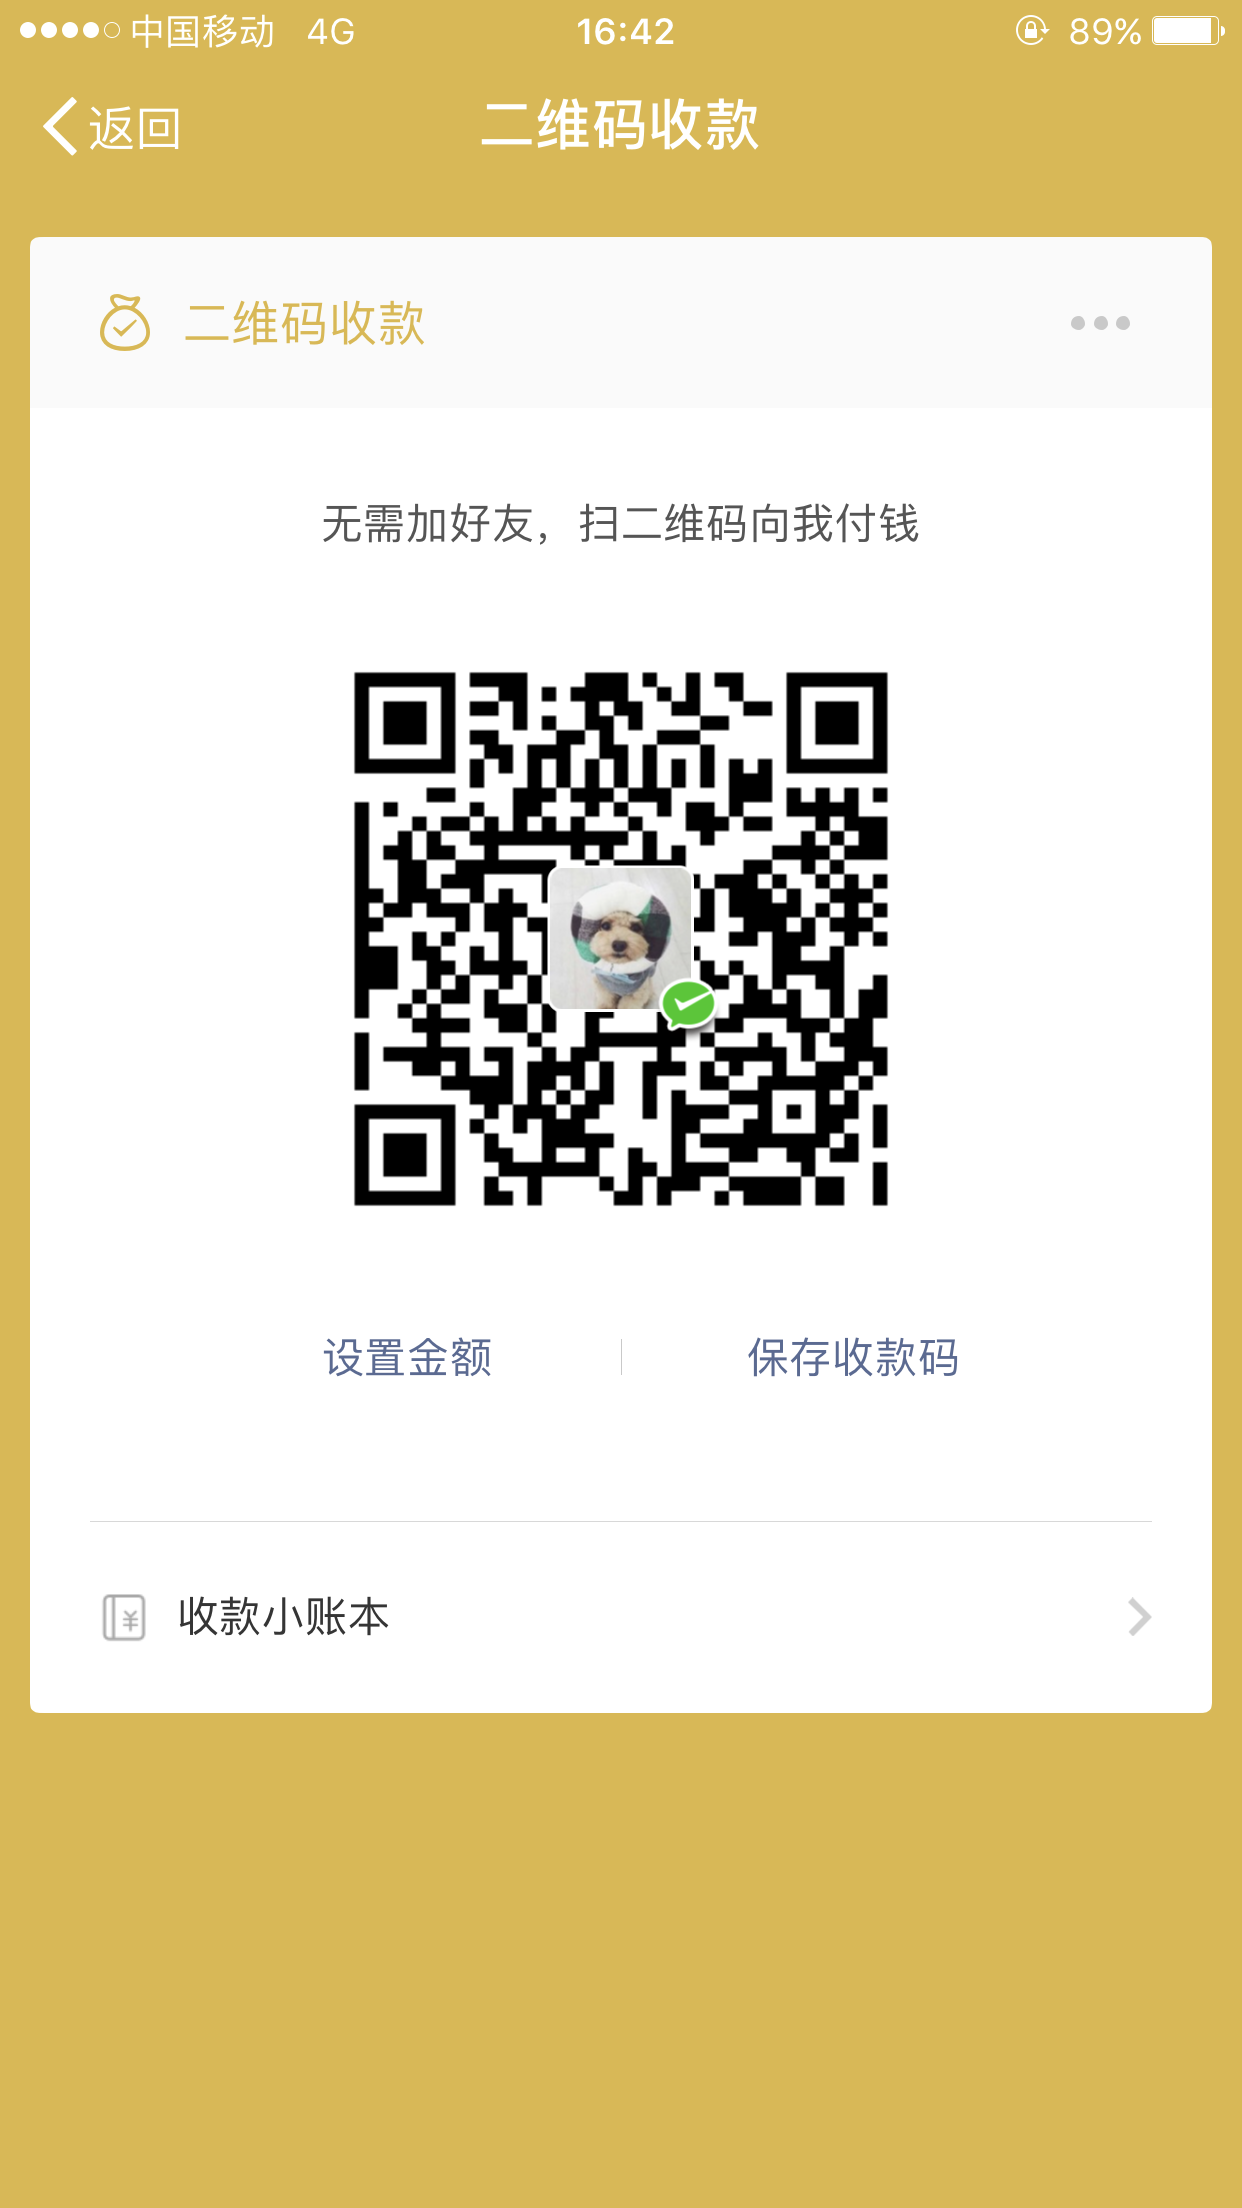 中国移动 4G 16:42 89%
返回 二维码收款
二维码收款
无需加好友，扫二维码向我付钱
设置金额 保存收款码
收款小账本